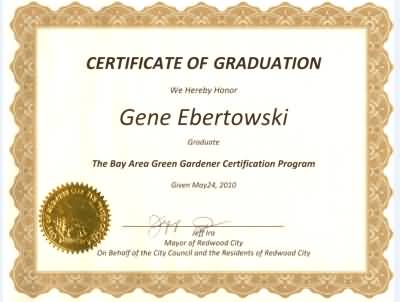 CERTIFICATE OF GRADUATION
We Hereby Honor
Gene Ebertowski
Graduate
The Bay Area Green Gardener Certification Program
Given May24, 2010
Jeff Ira
Mayor of Redwood City
On Behalf of the City Council and the Residents of Redwood City